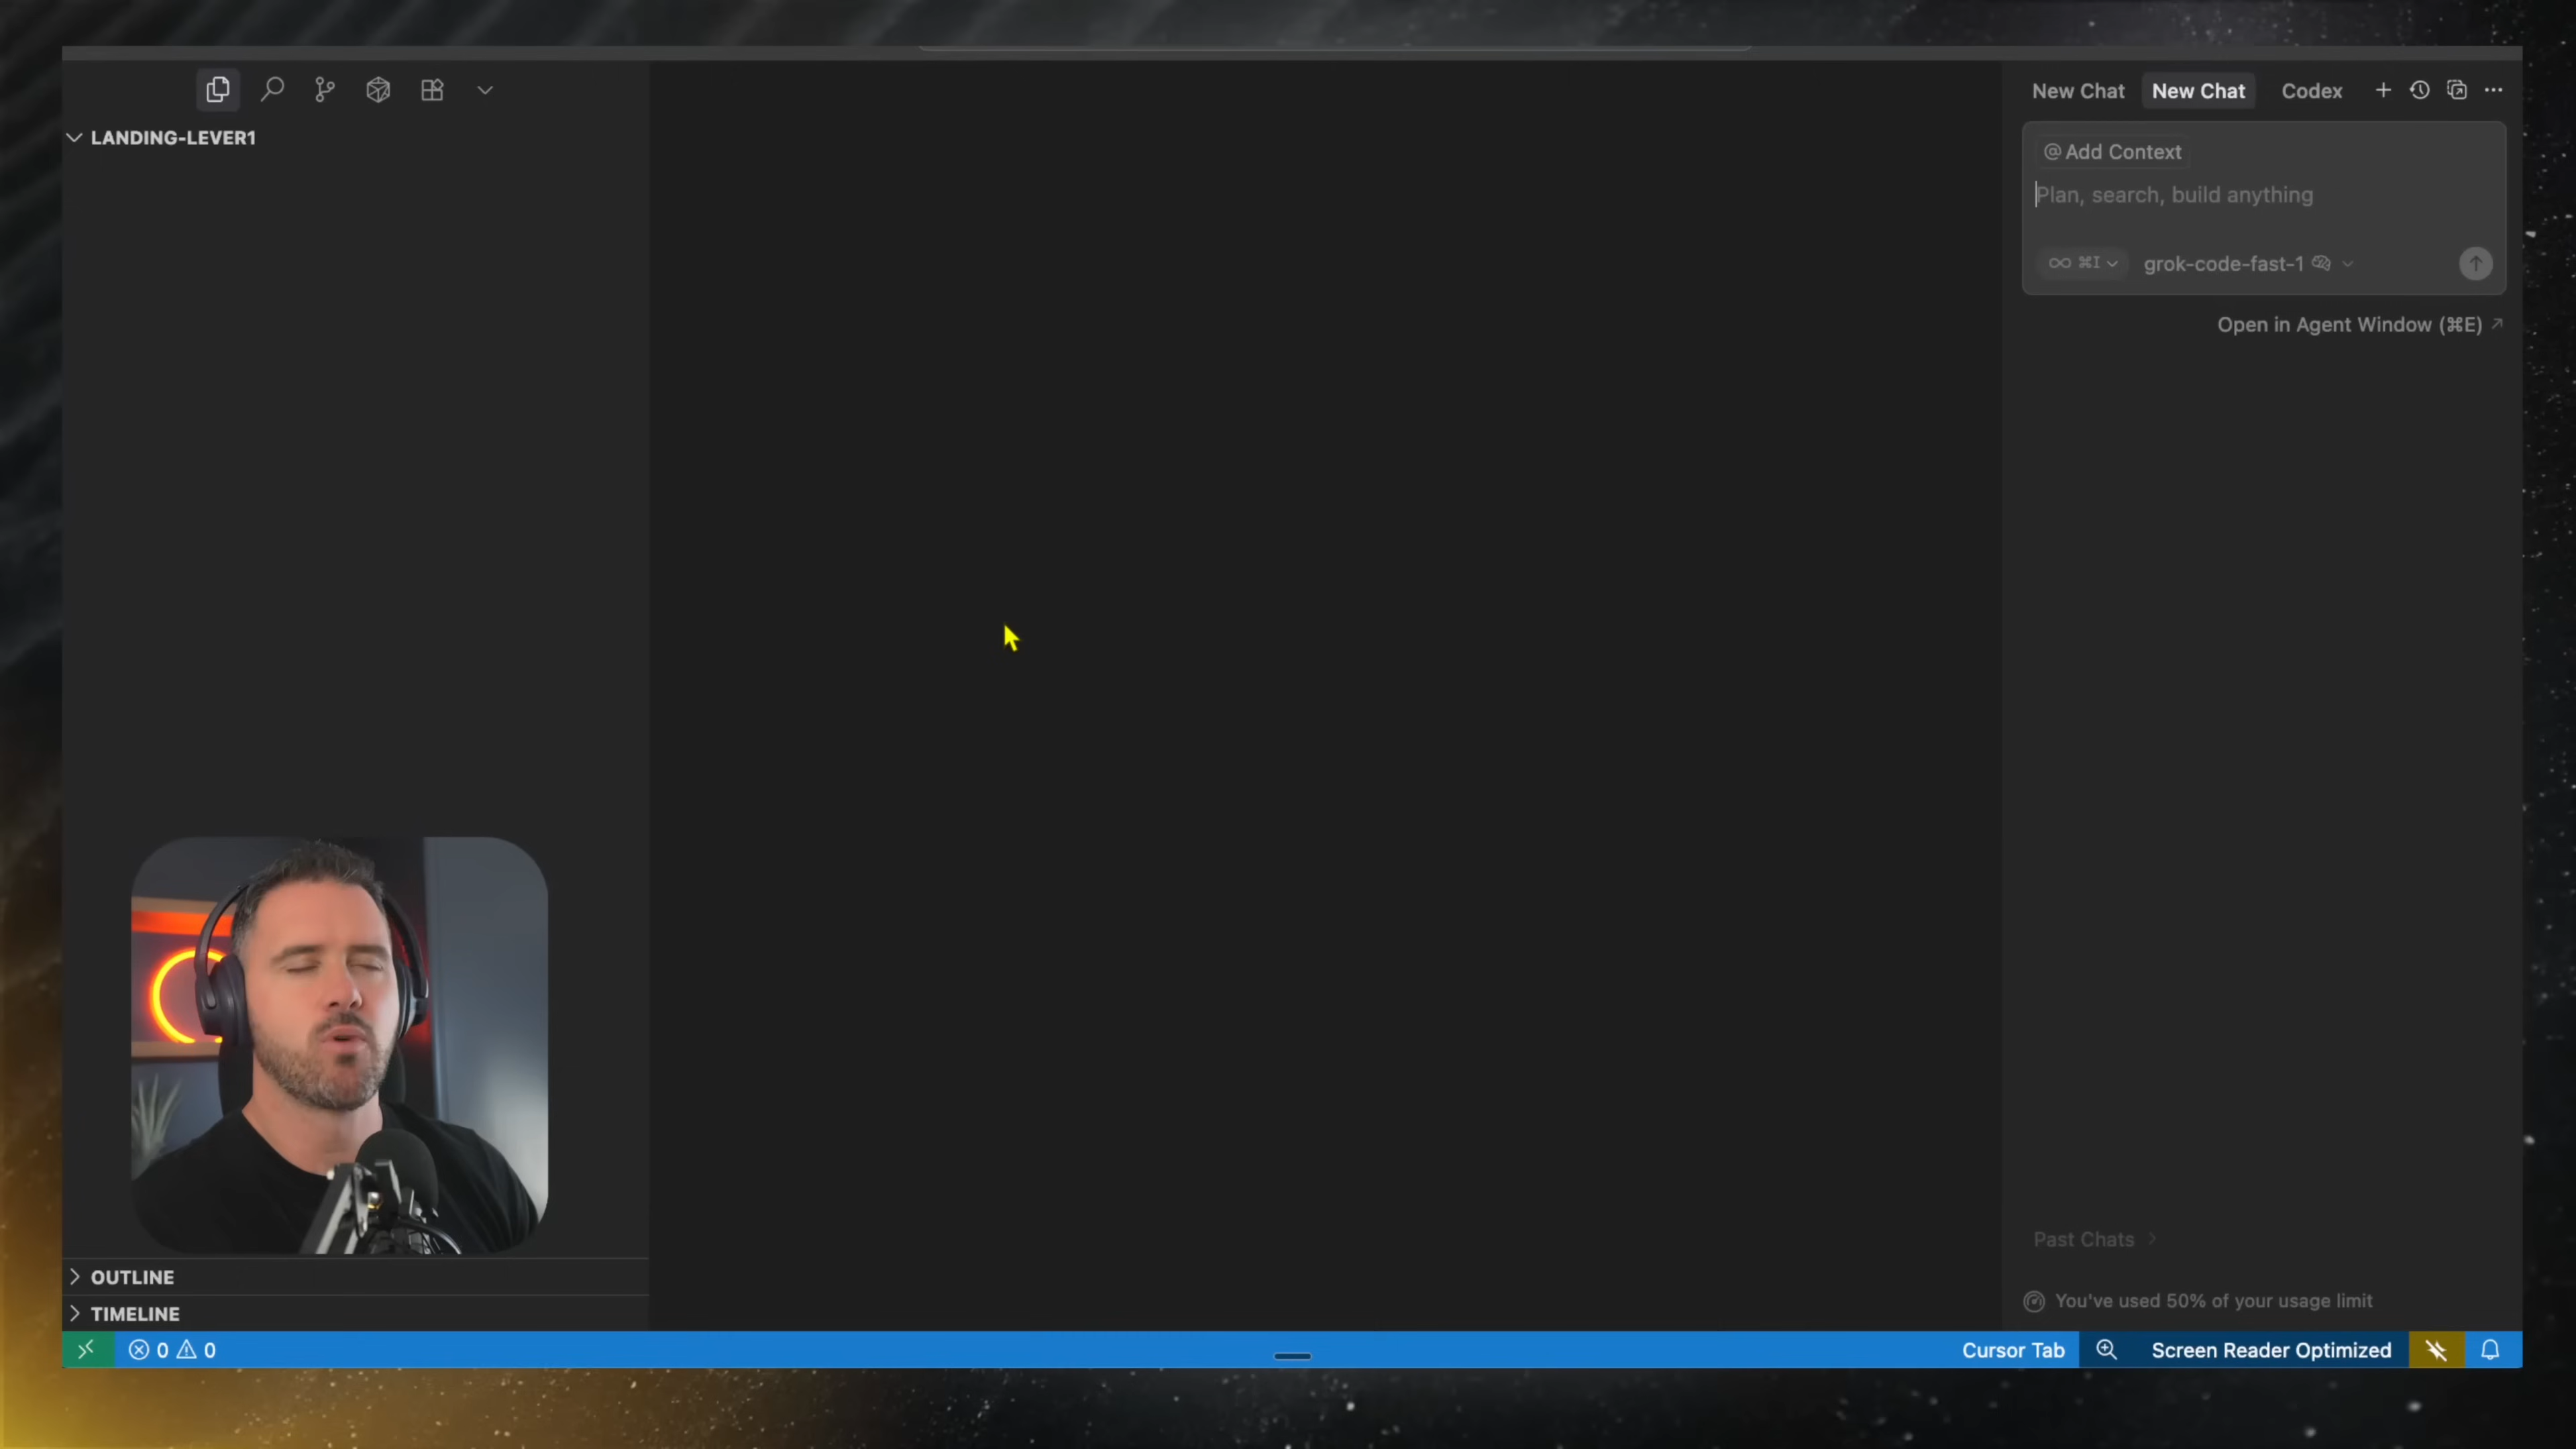 LANDING-LEVER1
New Chat New Chat Codex
@ Add Context
Plan, search, build anything
⌘I grok-code-fast-1
Open in Agent Window (⌘E)
Past Chats
You've used 50% of your usage limit
OUTLINE
TIMELINE
0 0 Cursor Tab Screen Reader Optimized